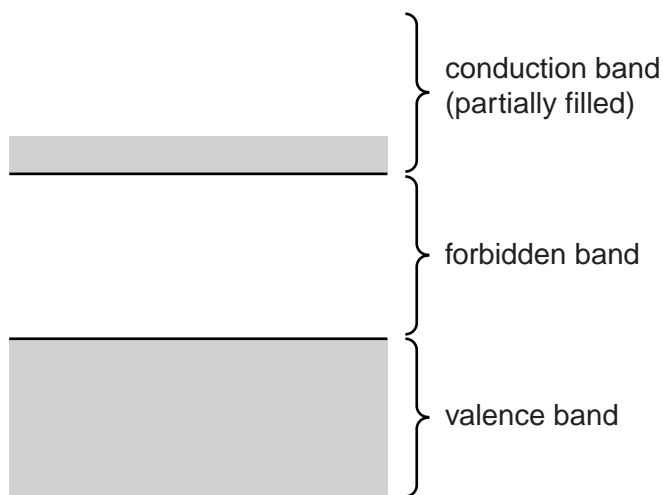 conduction band
(partially filled)
forbidden band
valence band